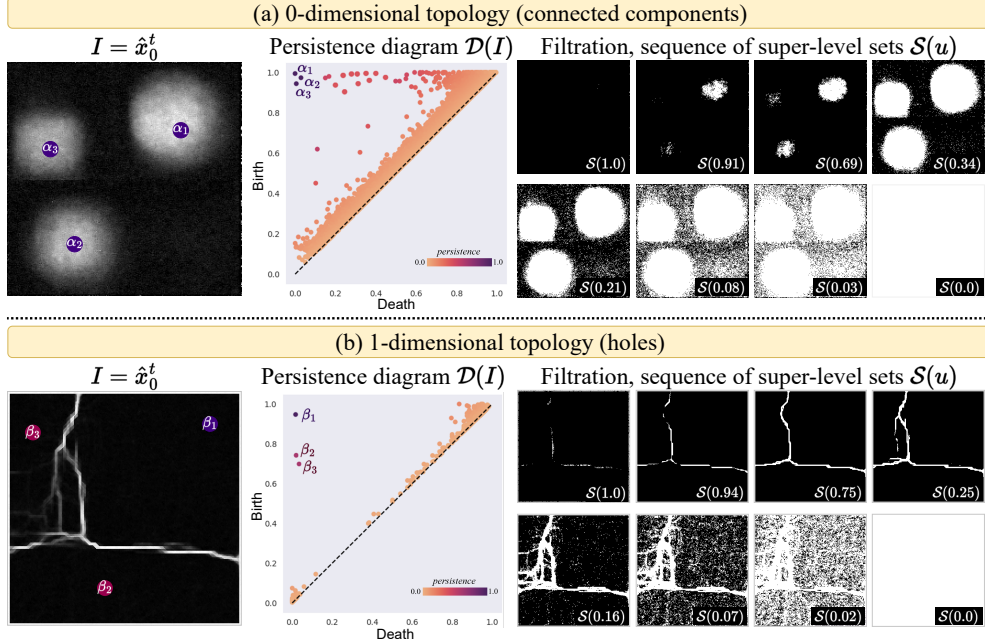 (a) 0-dimensional topology (connected components)
I = x̂₀ᵗ
Persistence diagram D(I)
Filtration, sequence of super-level sets S(u)
α₁
α₂
α₃
1.0
0.8
0.6
0.4
0.2
0.0
Birth
α₁
α₂
α₃
persistence
0.0 1.0
0.0 0.2 0.4 0.6 0.8 1.0
Death
S(1.0) S(0.91) S(0.69) S(0.34)
S(0.21) S(0.08) S(0.03) S(0.0)
(b) 1-dimensional topology (holes)
I = x̂₀ᵗ
Persistence diagram D(I)
Filtration, sequence of super-level sets S(u)
β₃
β₁
β₂
1.0
0.8
0.6
0.4
0.2
0.0
Birth
β₁
β₂
β₃
persistence
0.0 1.0
0.0 0.2 0.4 0.6 0.8 1.0
Death
S(1.0) S(0.94) S(0.75) S(0.25)
S(0.16) S(0.07) S(0.02) S(0.0)